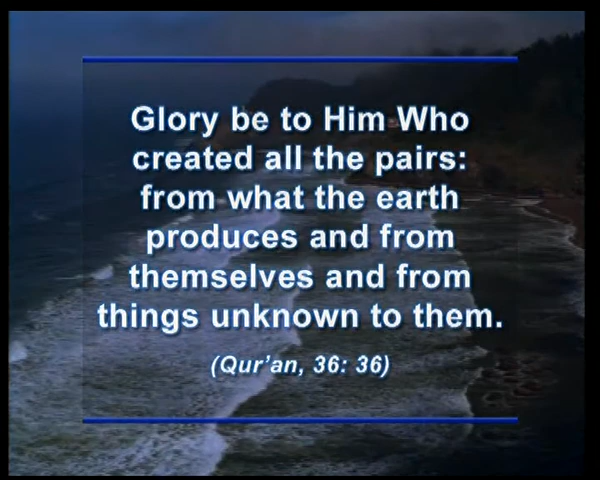 Glory be to Him Who
created all the pairs:
from what the earth
produces and from
themselves and from
things unknown to them.
(Qur'an, 36: 36)